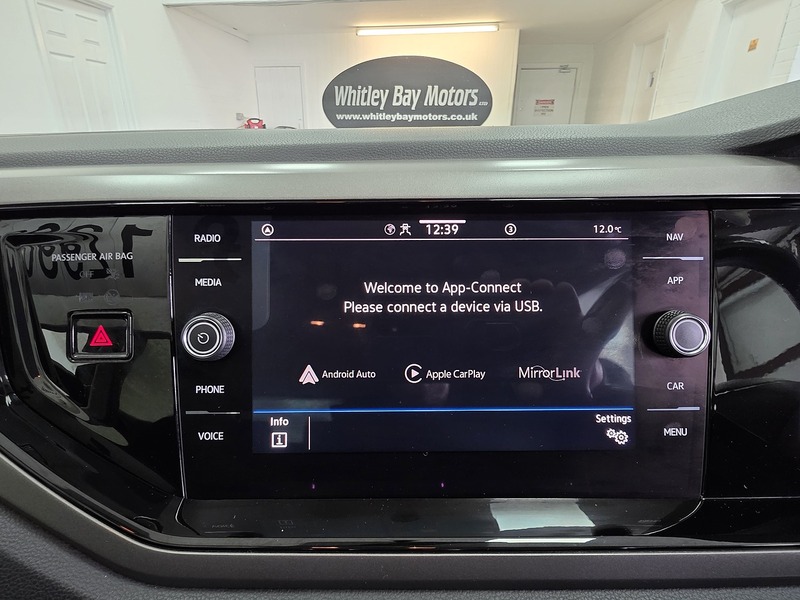 Whitley Bay Motors LTD
www.whitleybaymotors.co.uk
PASSENGER AIR BAG
RADIO
MEDIA
PHONE
VOICE
12:39
3
12.0°C
Welcome to App-Connect
Please connect a device via USB.
Android Auto
Apple CarPlay
MirrorLink
Info
i
Settings
NAV
APP
CAR
MENU